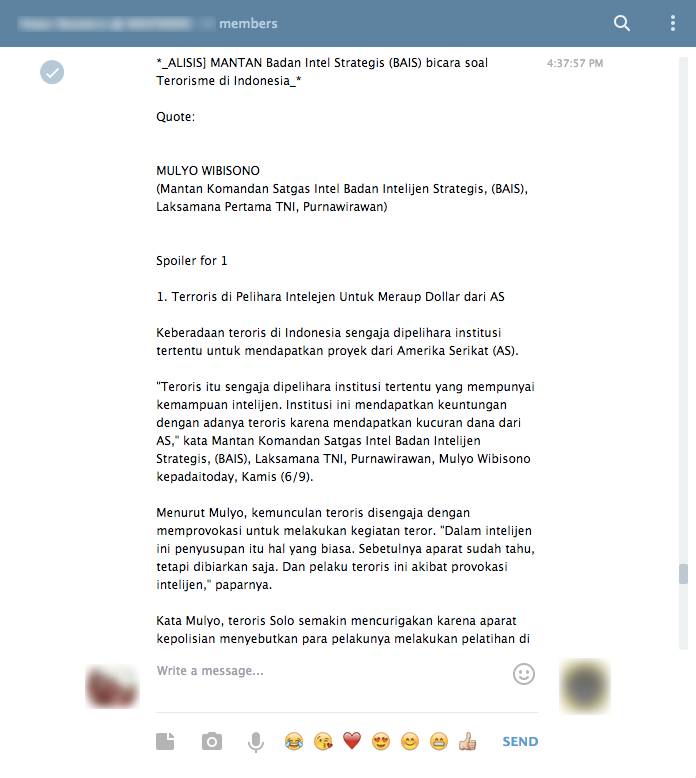 members
*_ALISIS] MANTAN Badan Intel Strategis (BAIS) bicara soal
4:37:57 PM
Terorisme di Indonesia_*
Quote:
MULYO WIBISONO
(Mantan Komandan Satgas Intel Badan Intelijen Strategis, (BAIS),
Laksamana Pertama TNI, Purnawirawan)
Spoiler for 1
1. Terroris di Pelihara Intelejen Untuk Meraup Dollar dari AS
Keberadaan teroris di Indonesia sengaja dipelihara institusi
tertentu untuk mendapatkan proyek dari Amerika Serikat (AS).
"Teroris itu sengaja dipelihara institusi tertentu yang mempunyai
kemampuan intelijen. Institusi ini mendapatkan keuntungan
dengan adanya teroris karena mendapatkan kucuran dana dari
AS," kata Mantan Komandan Satgas Intel Badan Intelijen
Strategis, (BAIS), Laksamana TNI, Purnawirawan, Mulyo Wibisono
kepadaitoday, Kamis (6/9).
Menurut Mulyo, kemunculan teroris disengaja dengan
memprovokasi untuk melakukan kegiatan teror. "Dalam intelijen
ini penyusupan itu hal yang biasa. Sebetulnya aparat sudah tahu,
tetapi dibiarkan saja. Dan pelaku teroris ini akibat provokasi
intelijen," paparnya.
Kata Mulyo, teroris Solo semakin mencurigakan karena aparat
kepolisian menyebutkan para pelakunya melakukan pelatihan di
Write a message...
SEND